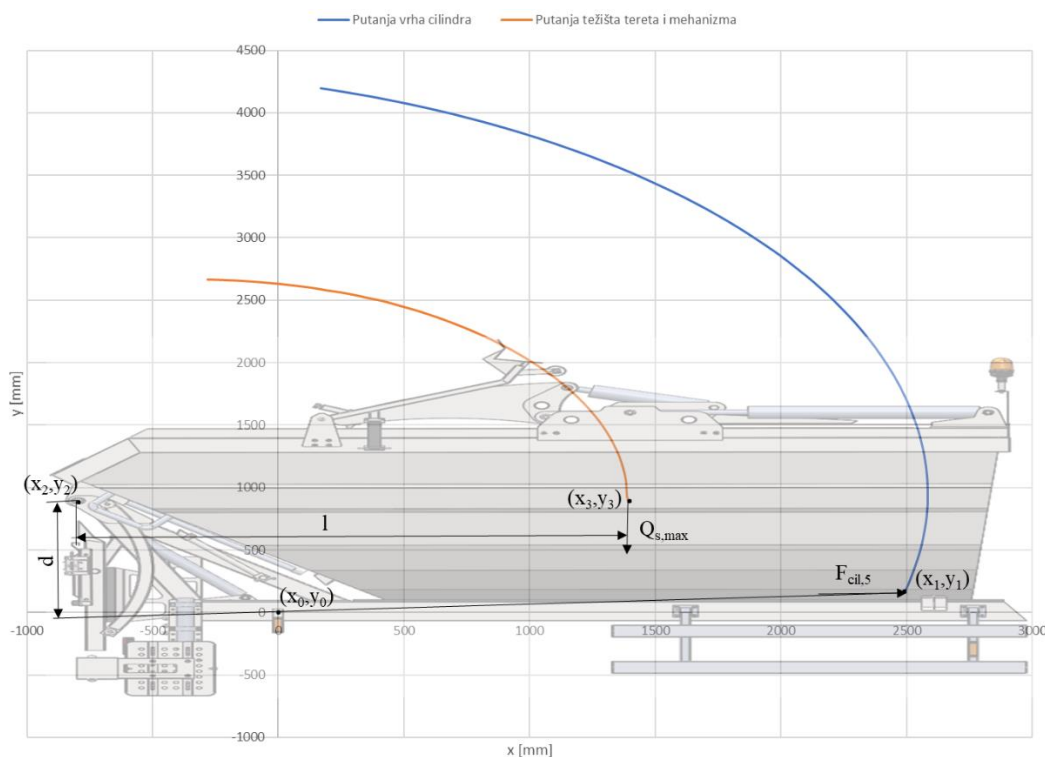 Putanja vrha cilindra Putanja težišta tereta i mehanizma
4500
4000
3500
3000
2500
2000
y [mm]
1500
(x2,y2) 1000 (x3,y3)
l Qs,max
d 500 Fcil,5 (x1,y1)
(x0,y0)
0
-1000 -500 0 500 1000 1500 2000 2500 3000
-500
-1000
x [mm]